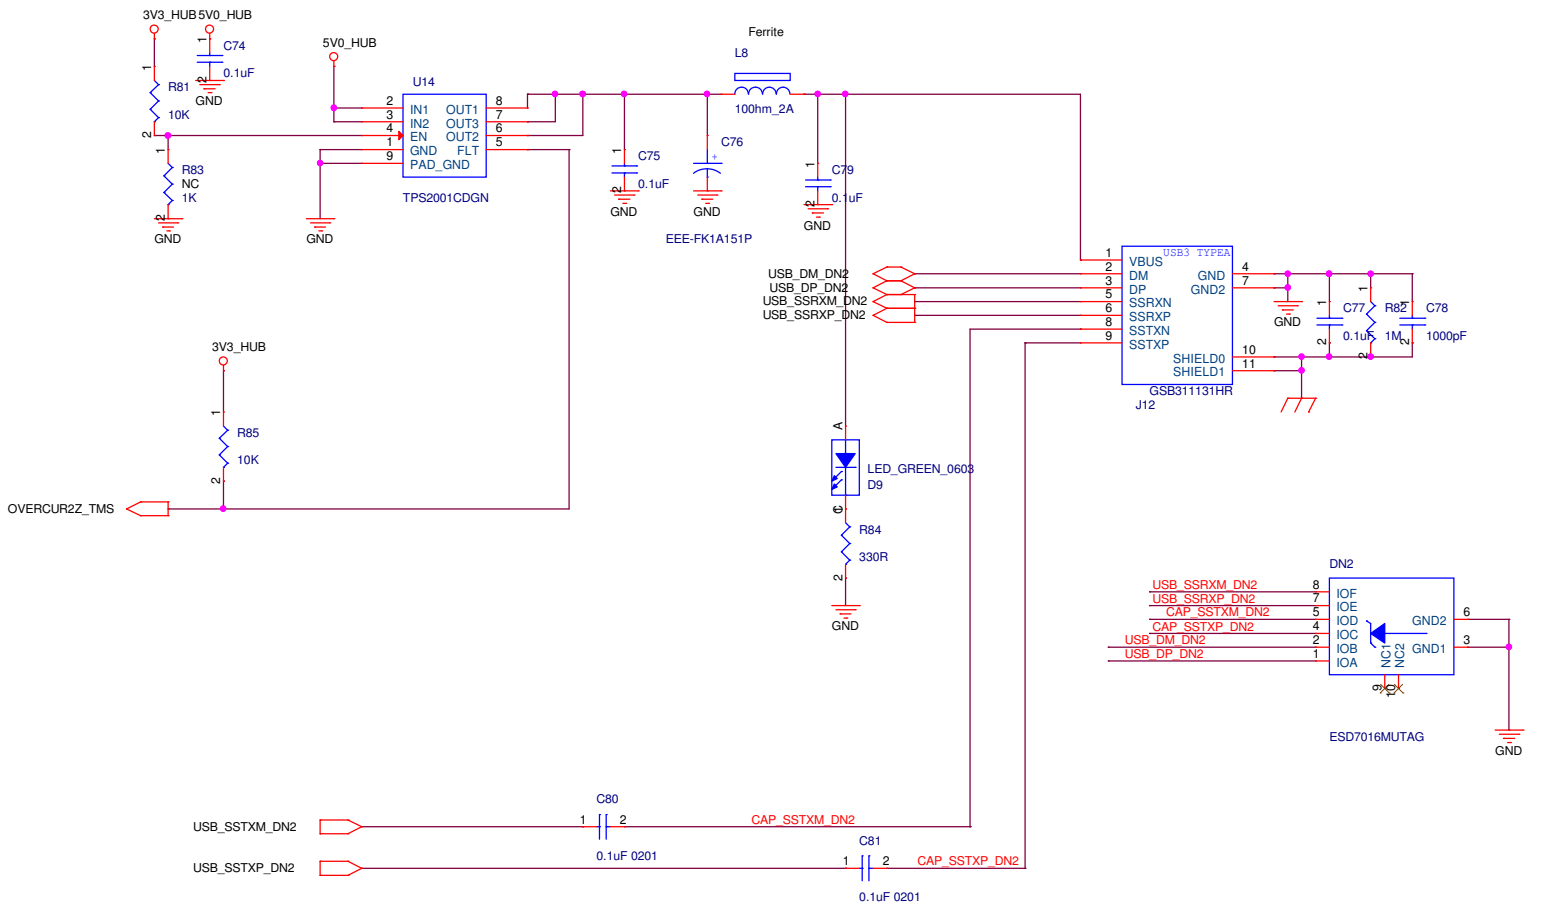 3V3_HUB
5V0_HUB
1
C74
0.1uF
2
GND
1
R81
10K
2
1
R83
NC
1K
2
GND
5V0_HUB
U14
2 IN1 OUT1 8
3 IN2 OUT3 7
4 EN OUT2 6
1 GND FLT 5
9 PAD_GND
TPS2001CDGN
GND
Ferrite
L8
100hm_2A
1
C75
0.1uF
2
GND
C76
+
GND
EEE-FK1A151P
1
C79
0.1uF
2
GND
USB_DM_DN2
USB_DP_DN2
USB_SSRXM_DN2
USB_SSRXP_DN2
USB3 TYPEA
1 VBUS
2 DM GND 4
3 DP GND2 7
5 SSRXN
6 SSRXP
8 SSTXN
9 SSTXP
SHIELD0 10
SHIELD1 11
GSB311131HR
J12
GND
1
C77
0.1uF
2
1
R82
1M
2
1
C78
1000pF
2
3V3_HUB
1
R85
10K
2
OVERCUR2Z_TMS
A
LED_GREEN_0603
D9
C
R84
330R
2
GND
DN2
USB_SSRXM_DN2 8 IOF
USB_SSRXP_DN2 7 IOE
CAP_SSTXM_DN2 5 IOD GND2 6
CAP_SSTXP_DN2 4 IOC
USB_DM_DN2 2 IOB GND1 3
USB_DP_DN2 1 IOA
NC1
NC2
9
10
ESD7016MUTAG
GND
C80
USB_SSTXM_DN2 1 2 CAP_SSTXM_DN2
0.1uF 0201
C81
USB_SSTXP_DN2 1 2 CAP_SSTXP_DN2
0.1uF 0201